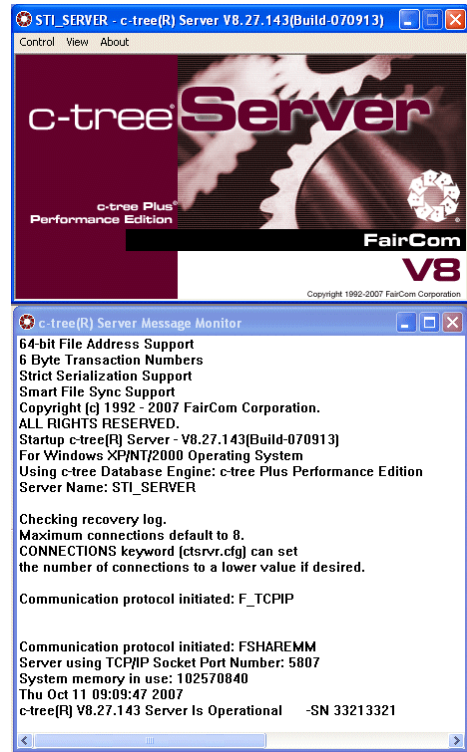 STI_SERVER - c-tree(R) Server V8.27.143(Build-070913)
Control View About
c-tree® Server
c-tree Plus®
Performance Edition
FairCom
V8
Copyright 1992-2007 FairCom Corporation
c-tree(R) Server Message Monitor
64-bit File Address Support
6 Byte Transaction Numbers
Strict Serialization Support
Smart File Sync Support
Copyright (c) 1992 - 2007 FairCom Corporation.
ALL RIGHTS RESERVED.
Startup c-tree(R) Server - V8.27.143(Build-070913)
For Windows XP/NT/2000 Operating System
Using c-tree Database Engine: c-tree Plus Performance Edition
Server Name: STI_SERVER
Checking recovery log.
Maximum connections default to 8.
CONNECTIONS keyword (ctsrvr.cfg) can set
the number of connections to a lower value if desired.
Communication protocol initiated: F_TCPIP
Communication protocol initiated: FSHAREMM
Server using TCP/IP Socket Port Number: 5807
System memory in use: 102570840
Thu Oct 11 09:09:47 2007
c-tree(R) V8.27.143 Server Is Operational -SN 33213321